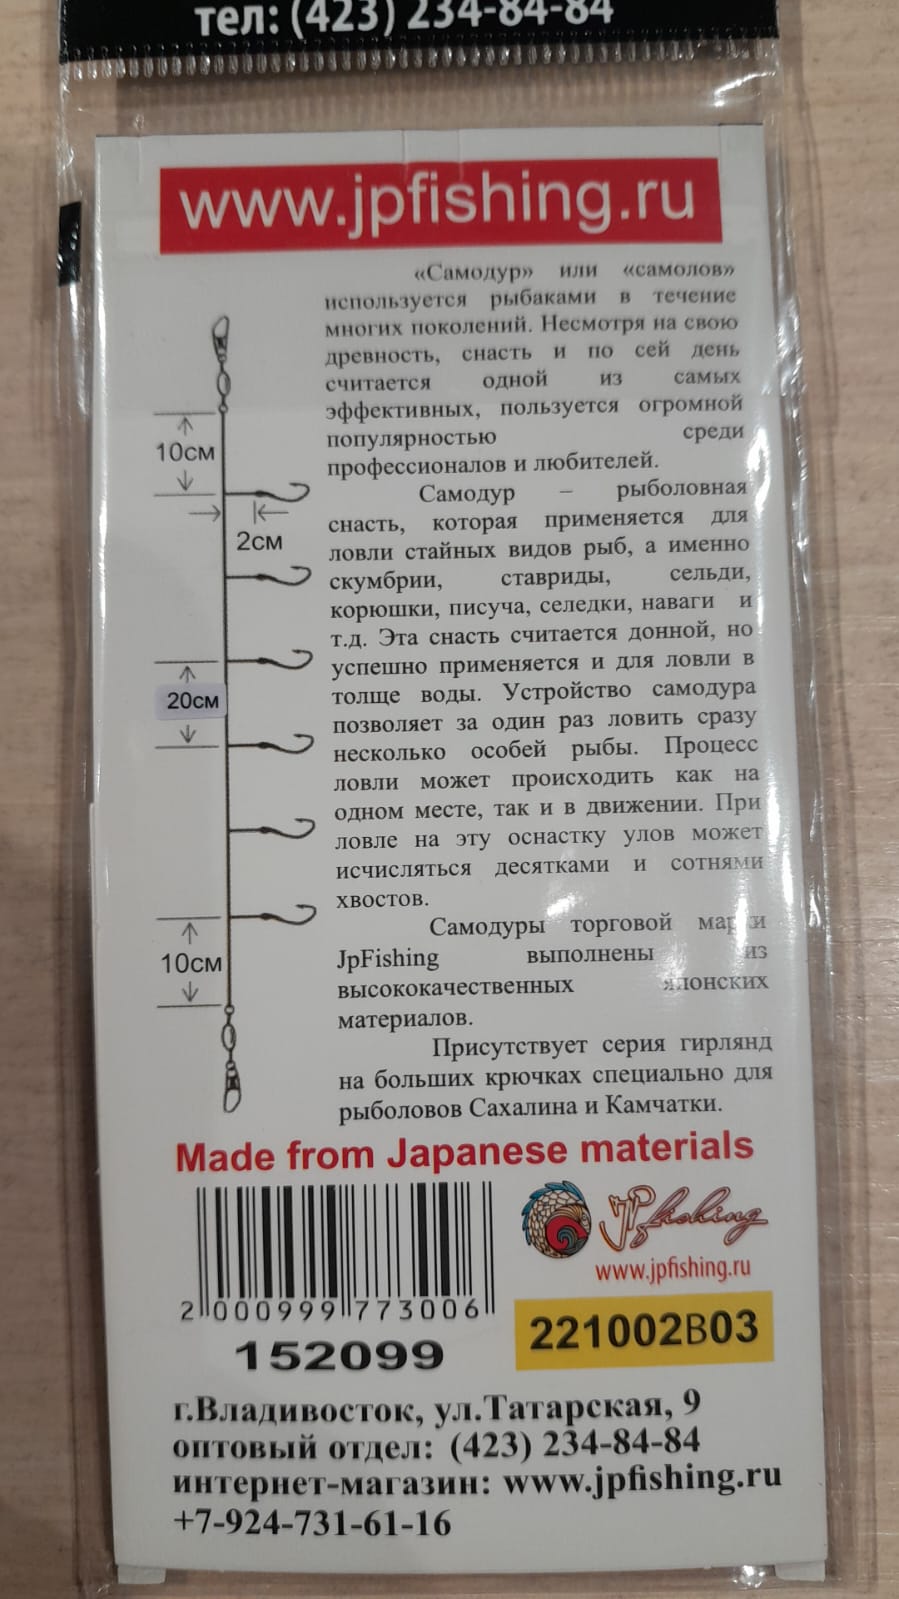 тел: (423) 234-84-84
www.jpfishing.ru
«Самодур» или «самолов»
используется рыбаками в течение
многих поколений. Несмотря на свою
древность, снасть и по сей день
считается одной из самых
эффективных, пользуется огромной
популярностью среди
профессионалов и любителей.
Самодур – рыболовная
снасть, которая применяется для
ловли стайных видов рыб, а именно
скумбрии, ставриды, сельди,
корюшки, писуча, селедки, наваги и
т.д. Эта снасть считается донной, но
успешно применяется и для ловли в
толще воды. Устройство самодура
позволяет за один раз ловить сразу
несколько особей рыбы. Процесс
ловли может происходить как на
одном месте, так и в движении. При
ловле на эту оснастку улов может
исчисляться десятками и сотнями
хвостов.
Самодуры торговой марки
JpFishing выполнены из
высококачественных японских
материалов.
Присутствует серия гирлянд
на больших крючках специально для
рыболовов Сахалина и Камчатки.
10см
2см
20см
10см
Made from Japanese materials
2 000999 773006
152099
JPfishing
www.jpfishing.ru
221002B03
г.Владивосток, ул.Татарская, 9
оптовый отдел: (423) 234-84-84
интернет-магазин: www.jpfishing.ru
+7-924-731-61-16